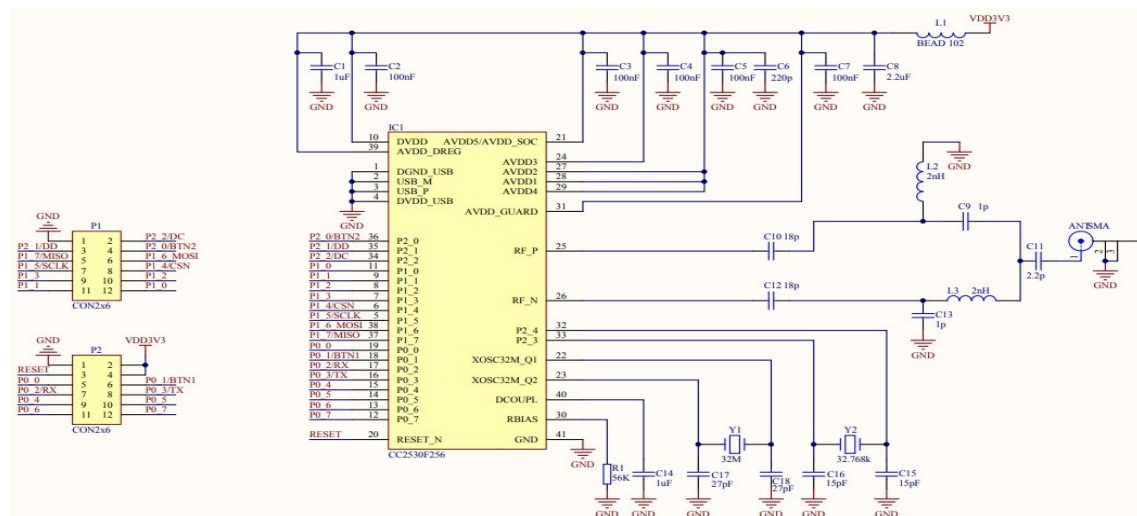 L1
VDD3V3
BEAD 102
C1
1uF
GND
C2
100nF
GND
C3
100nF
GND
C4
100nF
GND
C5
100nF
GND
C6
220p
GND
C7
100nF
GND
C8
2.2uF
GND
IC1
10 DVDD AVDD5/AVDD_SOC 21
39 AVDD_DREG
AVDD3 24
1 DGND_USB AVDD2 27
2 USB_M AVDD1 28
3 USB_P AVDD4 29
4 DVDD_USB
GND
AVDD_GUARD 31
P2_0/BTN2 36 P2_0
P2_1/DD 35 P2_1 RF_P 25
P2_2/DC 34 P2_2
P1_0 11 P1_0
P1_1 9 P1_1
P1_2 8 P1_2
P1_3 7 P1_3 RF_N 26
P1_4/CSN 6 P1_4
P1_5/SCLK 5 P1_5
P1_6_MOSI 38 P1_6 P2_4 32
P1_7/MISO 37 P1_7 P2_3 33
P0_0 19 P0_0
P0_1/BTN1 18 P0_1 XOSC32M_Q1 22
P0_2/RX 17 P0_2
P0_3/TX 16 P0_3 XOSC32M_Q2 23
P0_4 15 P0_4
P0_5 14 P0_5 DCOUPL 40
P0_6 13 P0_6
P0_7 12 P0_7 RBIAS 30
RESET 20 RESET_N GND 41
CC2530F256
GND
GND
L2
2nH
C9 1p
C10 18p
C11
2.2p
ANTSMA
1
2
3
GND
C12 18p
L3 2nH
C13
1p
GND
Y1
32M
Y2
32.768k
R1
56K
GND
C14
1uF
GND
C17
27pF
GND
C18
27pF
GND
C16
15pF
GND
C15
15pF
GND
GND
P1
1 2 P2_2/DC
P2_1/DD 3 4 P2_0/BTN2
P1_7/MISO 5 6 P1_6_MOSI
P1_5/SCLK 7 8 P1_4/CSN
P1_3 9 10 P1_2
P1_1 11 12 P1_0
CON2x6
GND
P2
VDD3V3
1 2
RESET 3 4
P0_0 5 6 P0_1/BTN1
P0_2/RX 7 8 P0_3/TX
P0_4 9 10 P0_5
P0_6 11 12 P0_7
CON2x6